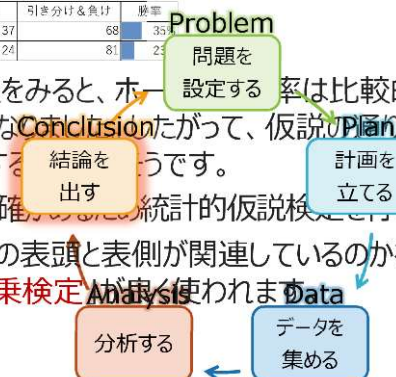 引き分け&負け 勝率
37 68 35%
24 81 23
Problem
問題を
設定する
をみると、ホー 率は比較的
Conclusion
たがって、仮説の
Plan
結論を
出す
うです。
計画を
立てる
統計的仮説検定を行
の表頭と表側が関連しているのか
乗検定 が良く使われます
Analysis
Data
分析する
データを
集める